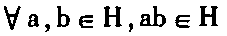 ∀ a,b ∈ H,ab ∈ H